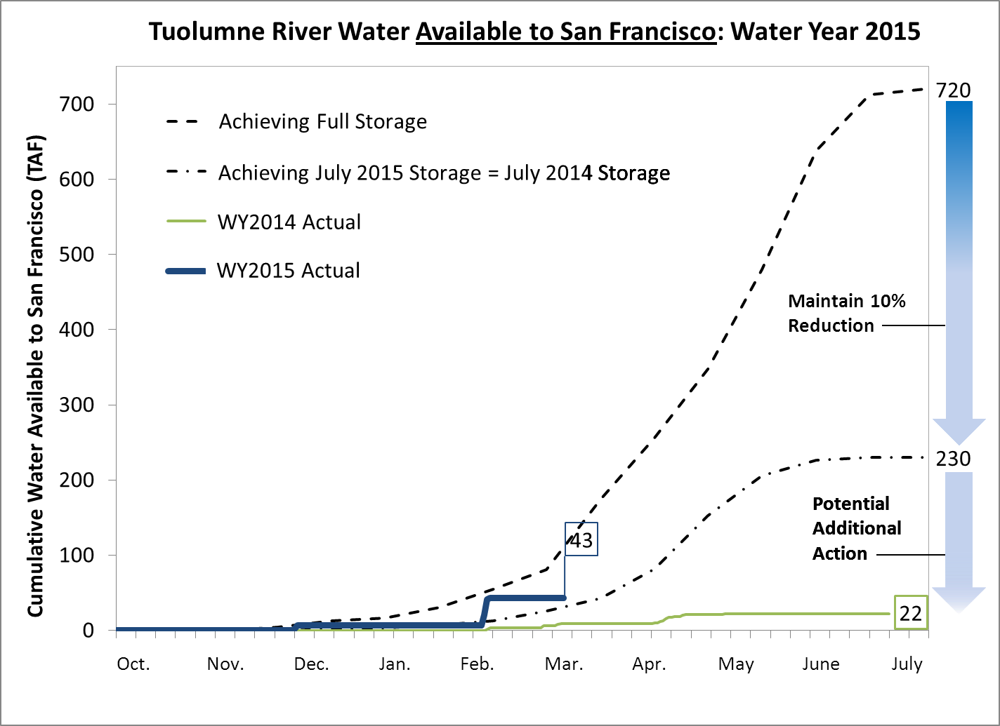 Tuolumne River Water Available to San Francisco: Water Year 2015
Cumulative Water Available to San Francisco (TAF)
700
600
500
400
300
200
100
0
Achieving Full Storage
Achieving July 2015 Storage = July 2014 Storage
WY2014 Actual
WY2015 Actual
720
Maintain 10%
Reduction
230
Potential
Additional
Action
43
22
Oct. Nov. Dec. Jan. Feb. Mar. Apr. May June July